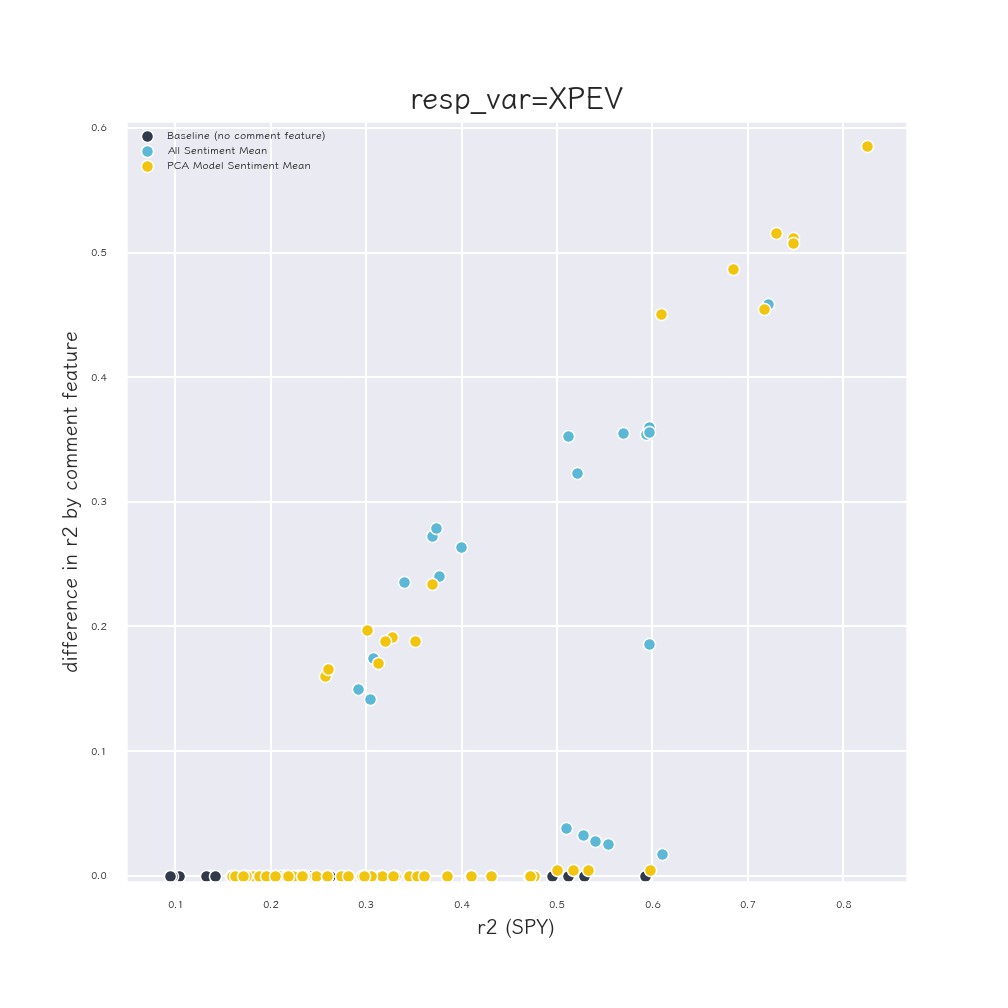 resp_var=XPEV
Baseline (no comment feature)
All Sentiment Mean
PCA Model Sentiment Mean
0.6
0.5
0.4
0.3
0.2
0.1
0.0
difference in r2 by comment feature
0.1 0.2 0.3 0.4 0.5 0.6 0.7 0.8
r2 (SPY)